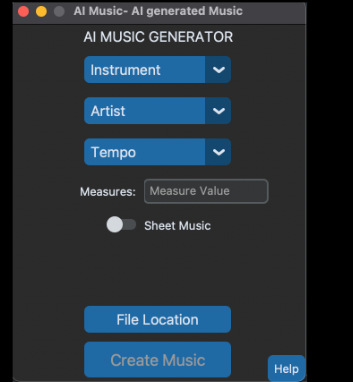 AI Music- AI generated Music
AI MUSIC GENERATOR
Instrument
Artist
Tempo
Measures: Measure Value
Sheet Music
File Location
Create Music
Help